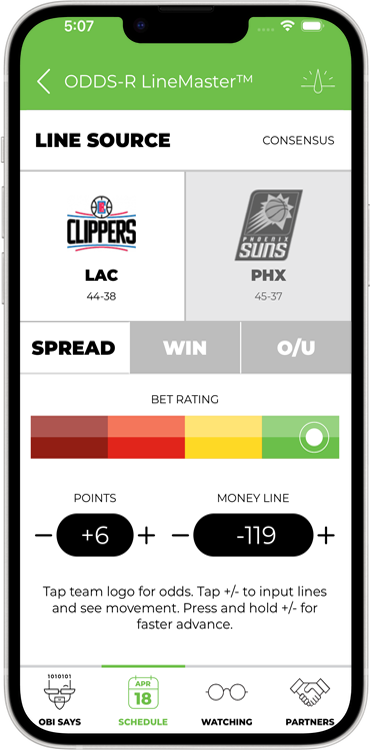 5:07
ODDS-R LineMaster™
LINE SOURCE
CONSENSUS
CLIPPERS
PHOENIX
SUNS
LAC
PHX
44-38
45-37
SPREAD
WIN
O/U
BET RATING
POINTS
MONEY LINE
− +6 +
− -119 +
Tap team logo for odds. Tap +/- to input lines
and see movement. Press and hold +/- for
faster advance.
1010101
APR
18
OBI SAYS
SCHEDULE
WATCHING
PARTNERS